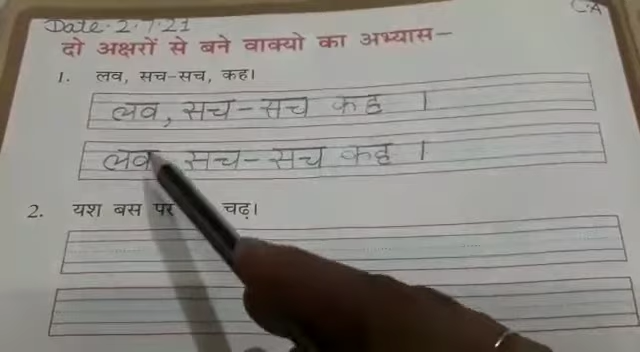 Date. 2.7.21
C.A
दो अक्षरों से बने वाक्यो का अभ्यास–
1. लव, सच-सच, कह।
लव, सच-सच कह ।
लव सच-सच कह ।
2. यश बस पर चढ़।